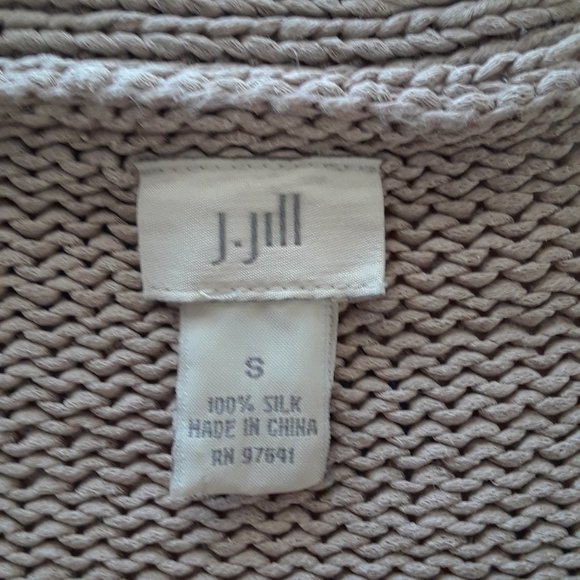 J.Jill
S
100% SILK
MADE IN CHINA
RN 97641